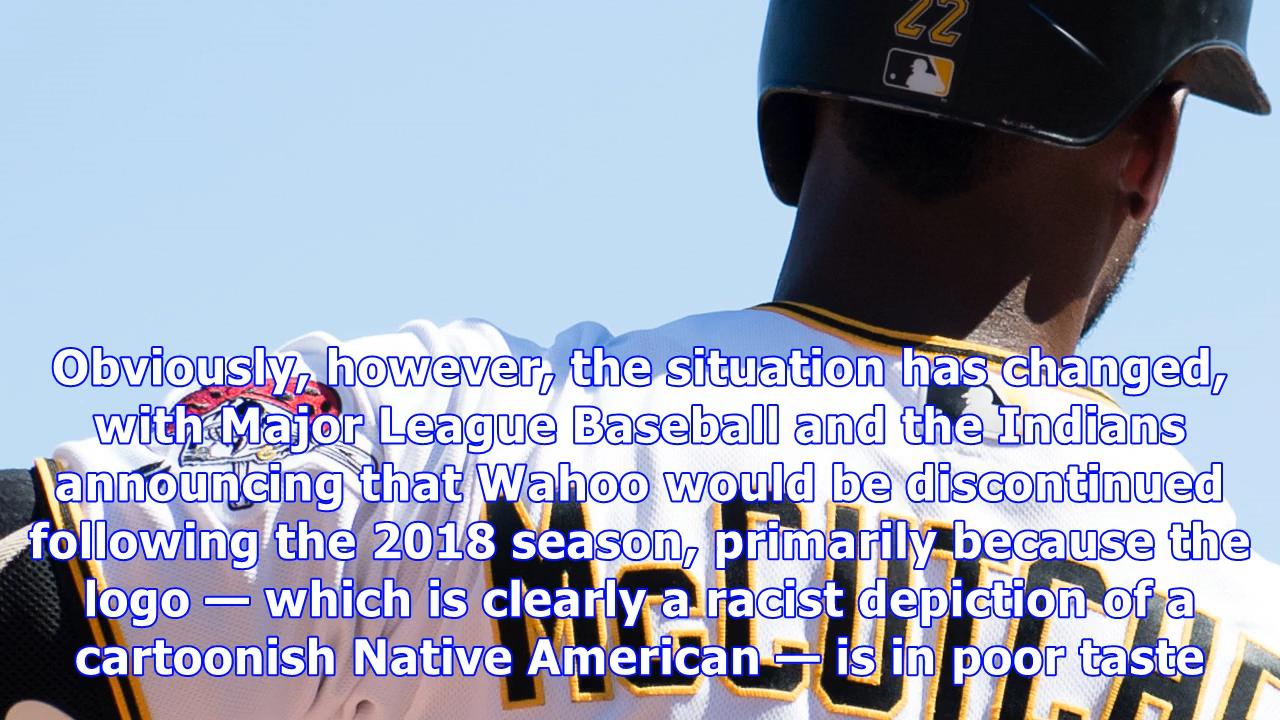 22
Obviously, however, the situation has changed,
with Major League Baseball and the Indians
announcing that Wahoo would be discontinued
following the 2018 season, primarily because the
logo — which is clearly a racist depiction of a
cartoonish Native American — is in poor taste
McCUTCHE